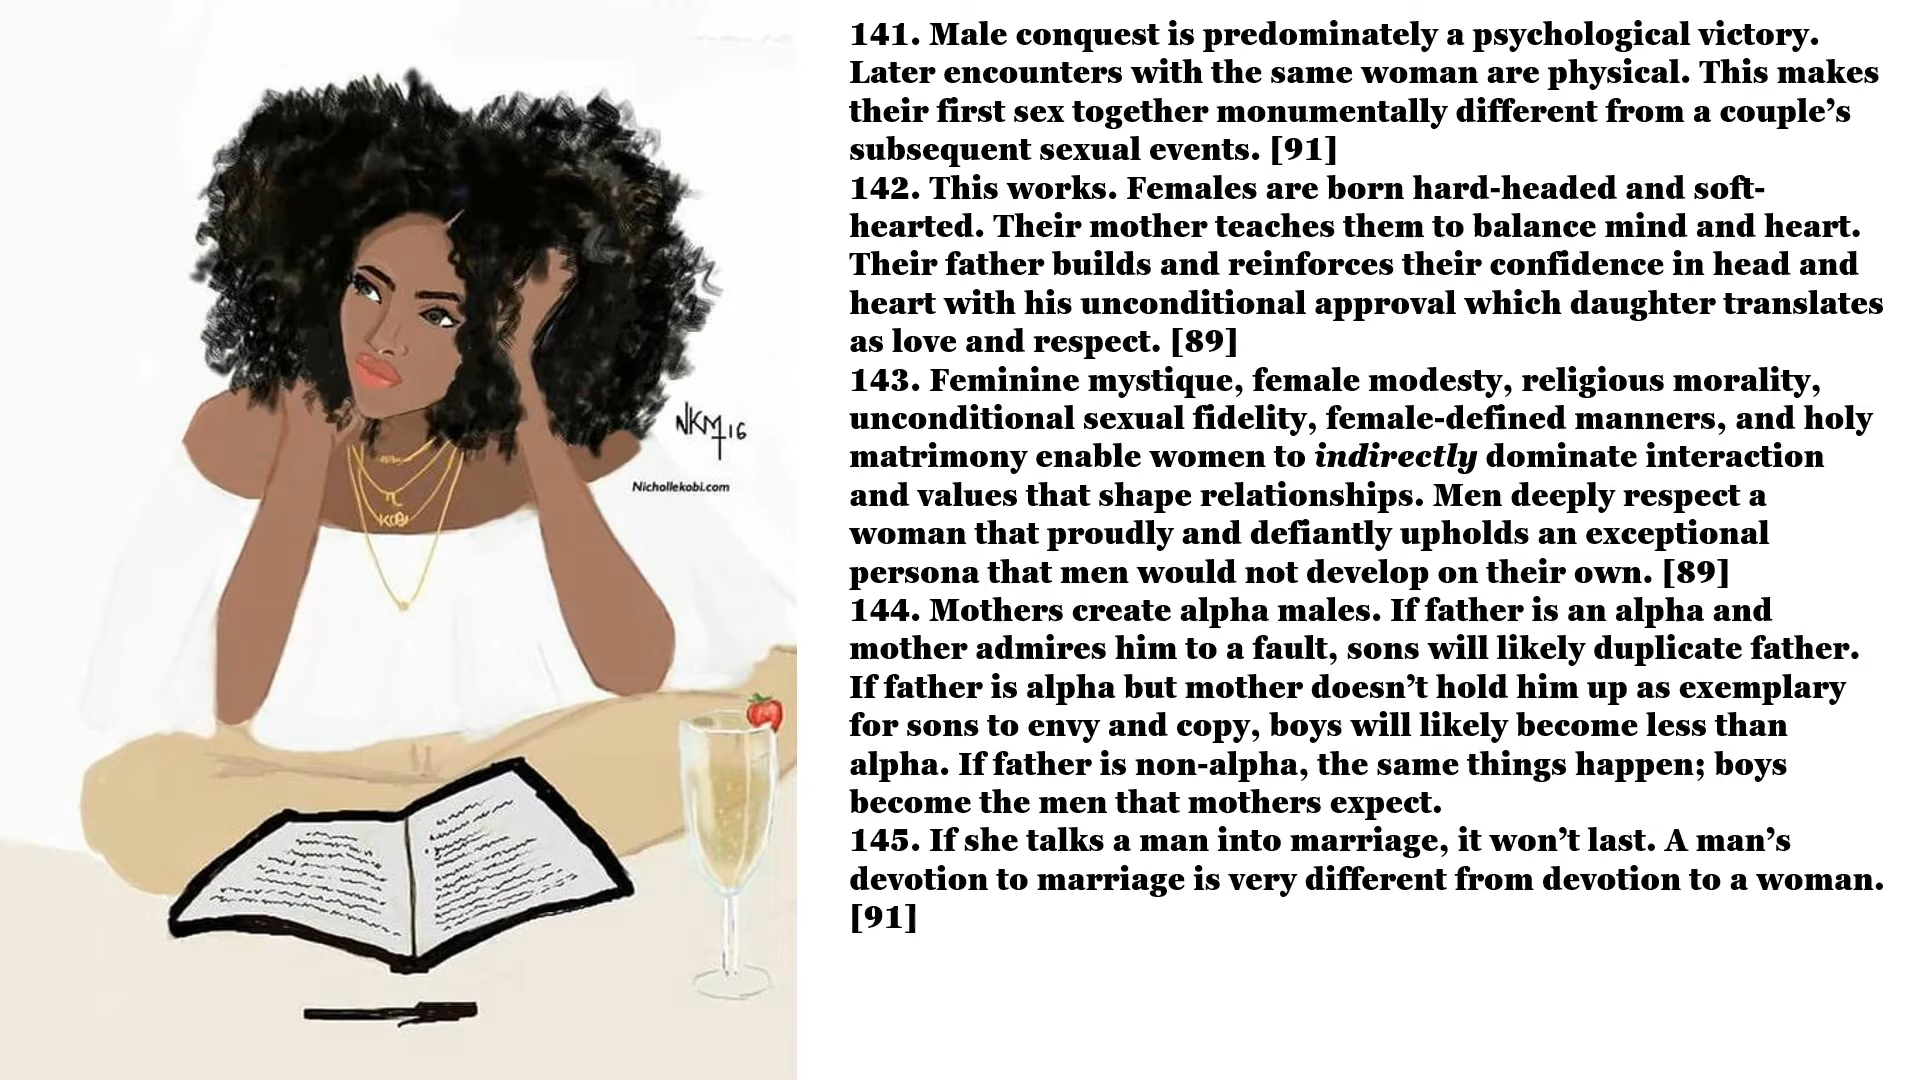 141. Male conquest is predominately a psychological victory.
Later encounters with the same woman are physical. This makes
their first sex together monumentally different from a couple’s
subsequent sexual events. [91]
142. This works. Females are born hard-headed and soft-
hearted. Their mother teaches them to balance mind and heart.
Their father builds and reinforces their confidence in head and
heart with his unconditional approval which daughter translates
as love and respect. [89]
143. Feminine mystique, female modesty, religious morality,
unconditional sexual fidelity, female-defined manners, and holy
matrimony enable women to indirectly dominate interaction
and values that shape relationships. Men deeply respect a
woman that proudly and defiantly upholds an exceptional
persona that men would not develop on their own. [89]
144. Mothers create alpha males. If father is an alpha and
mother admires him to a fault, sons will likely duplicate father.
If father is alpha but mother doesn’t hold him up as exemplary
for sons to envy and copy, boys will likely become less than
alpha. If father is non-alpha, the same things happen; boys
become the men that mothers expect.
145. If she talks a man into marriage, it won’t last. A man’s
devotion to marriage is very different from devotion to a woman.
[91]
NKM 16
Nichollekobi.com